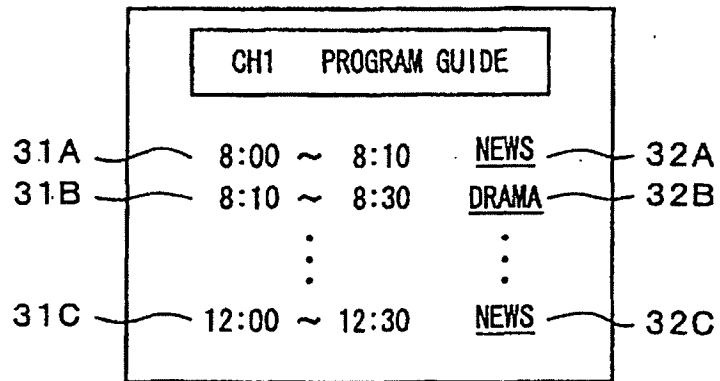 CH1 PROGRAM GUIDE
31A 8:00 ~ 8:10 NEWS 32A
31B 8:10 ~ 8:30 DRAMA 32B
31C 12:00 ~ 12:30 NEWS 32C